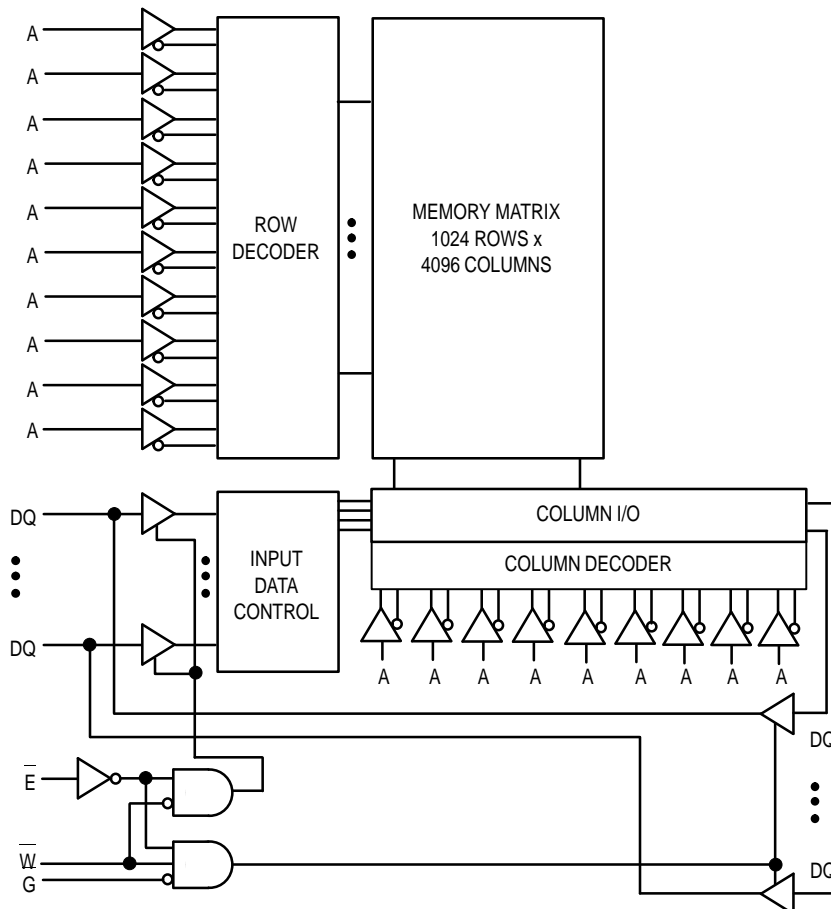 A
A
A
A
A
A
A
A
A
A
ROW
DECODER
MEMORY MATRIX
1024 ROWS x
4096 COLUMNS
DQ
DQ
INPUT
DATA
CONTROL
COLUMN I/O
COLUMN DECODER
A A A A A A A A A
DQ
DQ
E
W
G